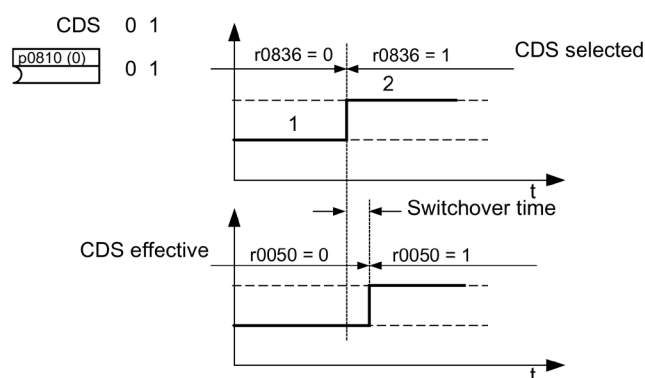 CDS 0 1
p0810 (0) 0 1
r0836 = 0 r0836 = 1 CDS selected
2
1
t
Switchover time
CDS effective r0050 = 0 r0050 = 1
t